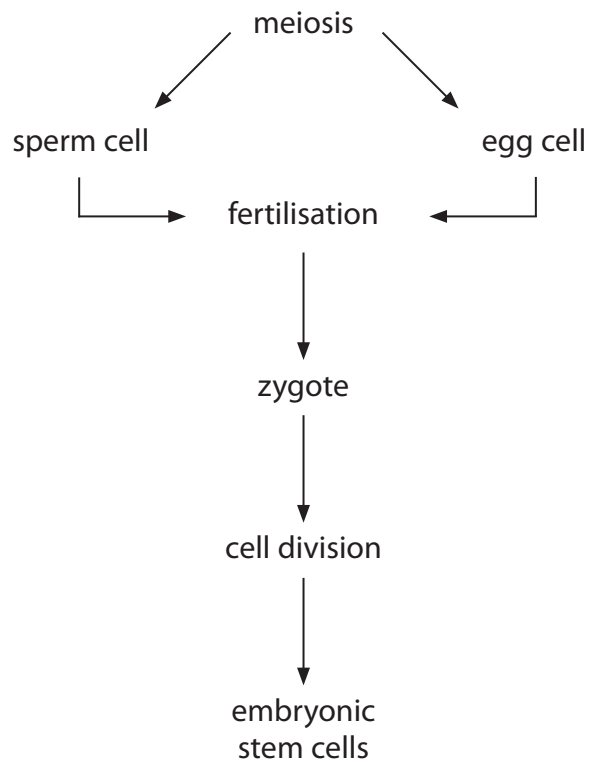 meiosis
sperm cell
egg cell
fertilisation
zygote
cell division
embryonic
stem cells